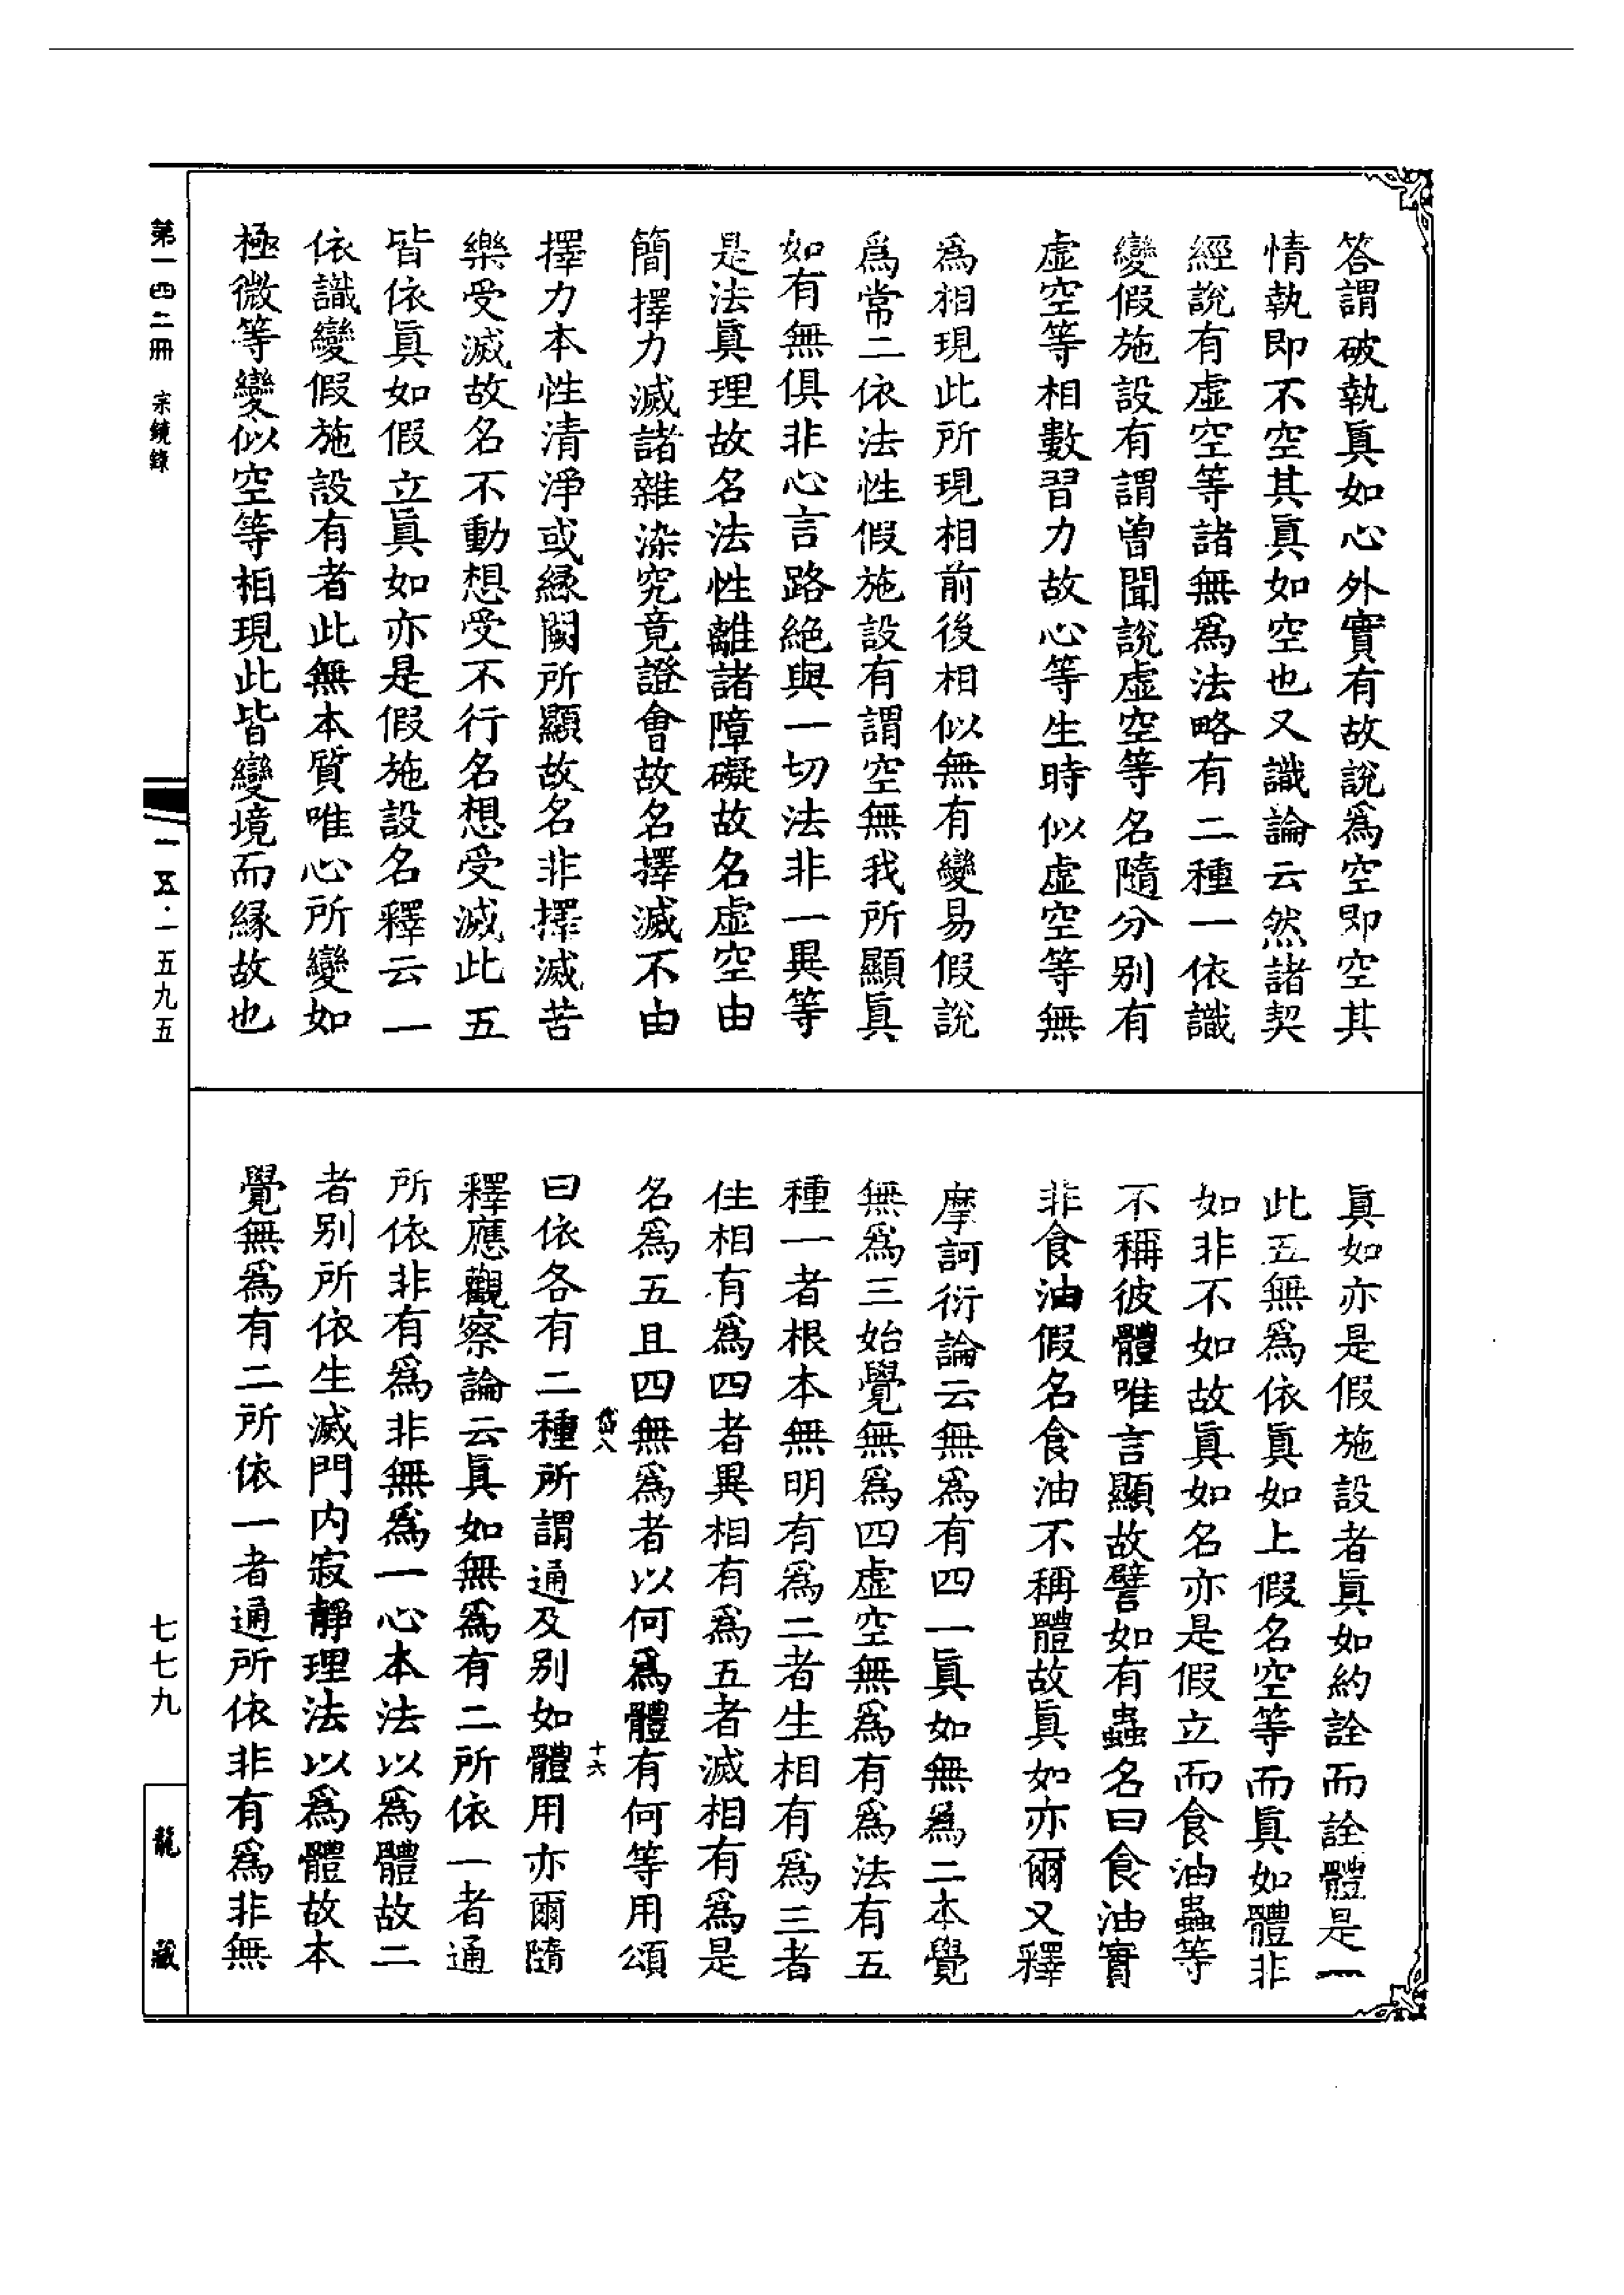 答謂破執眞如心外實有故說爲空即空其
情執即不空其眞如空也又識論云然諸契
經說有虛空等諸無爲法略有二種一依識
變假施設有謂曾聞說虛空等名隨分別有
虛空等相數習力故心等生時似虛空等無
爲相現此所現相前後相似無有變易假說
爲常二依法性假施設有謂空無我所顯眞
如有無俱非心言路絕與一切法非一異等
是法眞理故名法性離諸障礙故名虛空由
簡擇力滅諸雜染究竟證會故名擇滅不由
擇力本性清淨或緣闕所顯故名非擇滅苦
樂受滅故名不動想受不行名想受滅此五
皆依眞如假立眞如亦是假施設名釋云一
依識變假施設有者此無本質唯心所變如
極微等變似空等相現此皆變境而緣故也
眞如亦是假施設者眞如約詮而詮體是一
此五無爲依眞如上假名空等而眞如體非
如非不如故眞如名亦是假立而食油蟲等
不稱彼體唯言顯故譬如有蟲名曰食油實
非食油假名食油不稱體故眞如亦爾又釋
摩訶衍論云無爲有四一眞如無爲二本覺
無爲三始覺無爲四虛空無爲有爲法有五
種一者根本無明有爲二者生相有爲三者
住相有爲四者異相有爲五者滅相有爲是
名爲五且四無爲者以何爲體有何等用頌
岱八
十六
曰依各有二種所謂通及別如體用亦爾隨
釋應觀察論云眞如無爲有二所依一者通
所依非有爲非無爲一心本法以爲體故二
者別所依生滅門内寂靜理法以爲體故本
覺無爲有二所依一者通所依非有爲非無
第一四二冊
宗鏡錄
一五·一五九五
七七九
龍藏